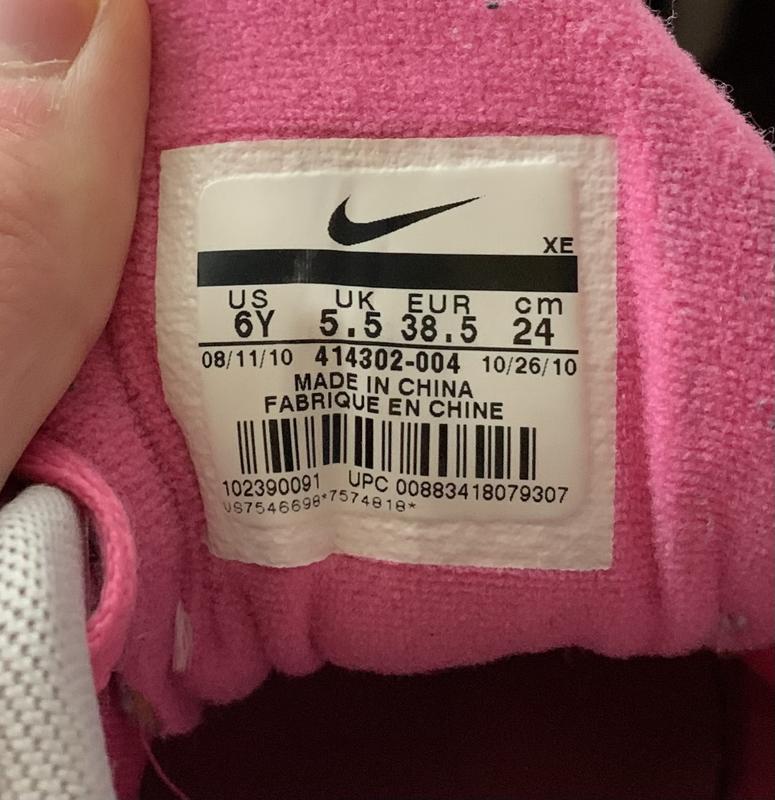 XE
US UK EUR cm
6Y 5.5 38.5 24
08/11/10 414302-004 10/26/10
MADE IN CHINA
FABRIQUE EN CHINE
102390091 UPC 00883418079307
US7546698*7574818*